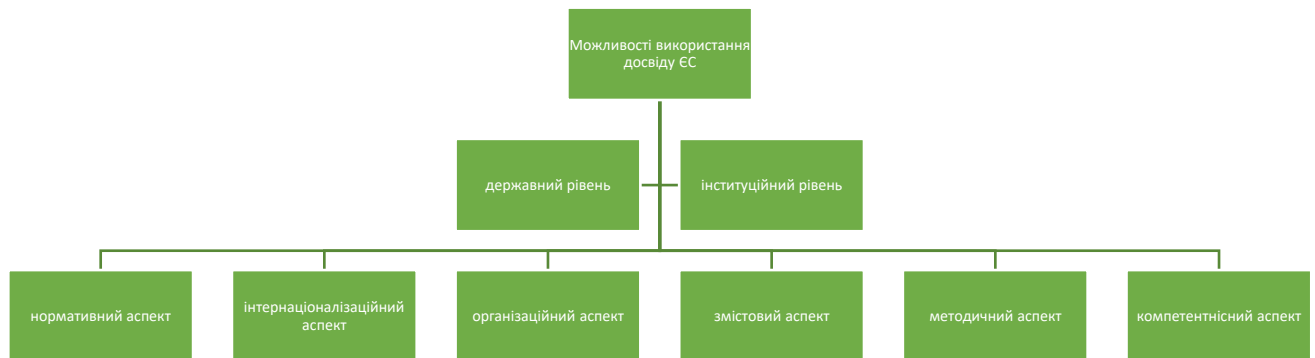 Можливості використання
досвіду ЄС
державний рівень
інституційний рівень
нормативний аспект
інтернаціоналізаційний
аспект
організаційний аспект
змістовий аспект
методичний аспект
компетентнісний аспект